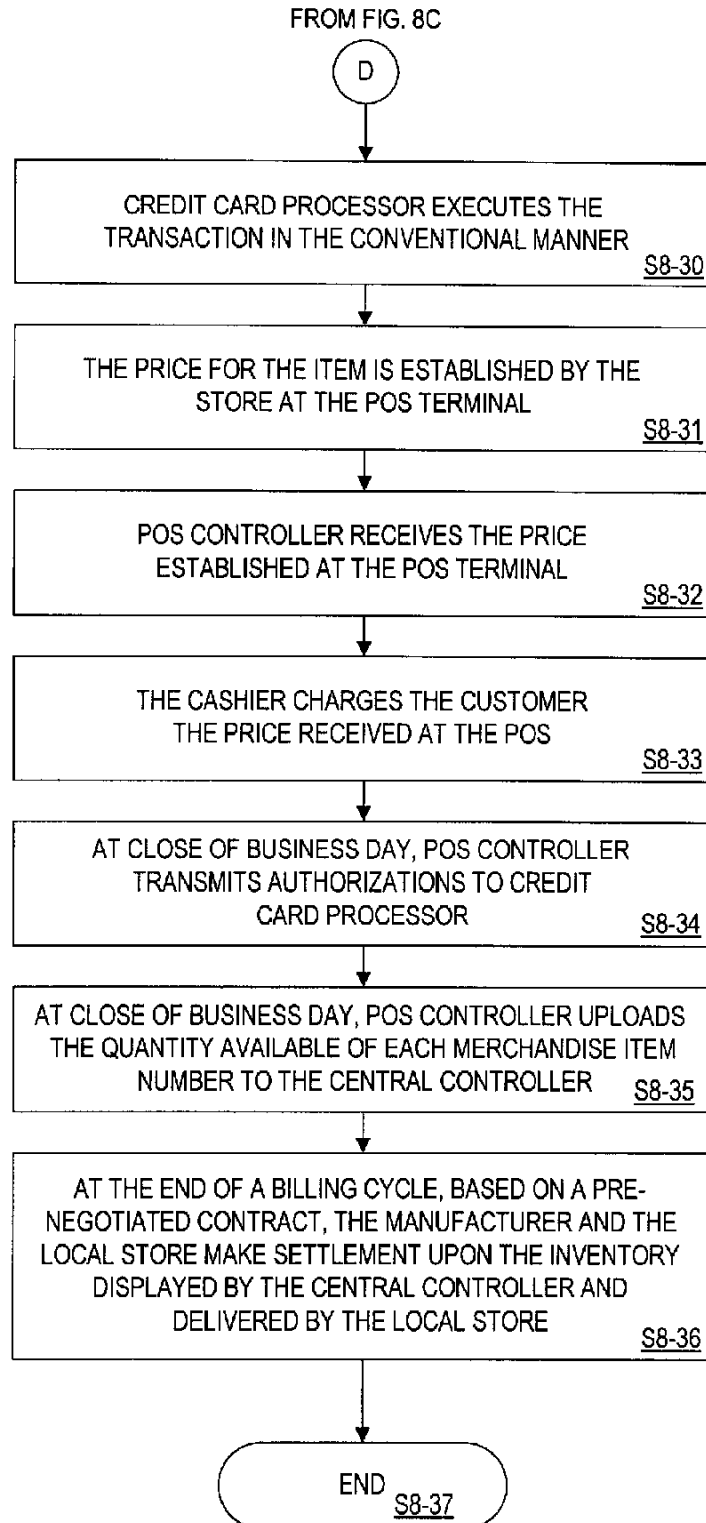 FROM FIG. 8C
D
CREDIT CARD PROCESSOR EXECUTES THE
TRANSACTION IN THE CONVENTIONAL MANNER
S8-30
THE PRICE FOR THE ITEM IS ESTABLISHED BY THE
STORE AT THE POS TERMINAL
S8-31
POS CONTROLLER RECEIVES THE PRICE
ESTABLISHED AT THE POS TERMINAL
S8-32
THE CASHIER CHARGES THE CUSTOMER
THE PRICE RECEIVED AT THE POS
S8-33
AT CLOSE OF BUSINESS DAY, POS CONTROLLER
TRANSMITS AUTHORIZATIONS TO CREDIT
CARD PROCESSOR
S8-34
AT CLOSE OF BUSINESS DAY, POS CONTROLLER UPLOADS
THE QUANTITY AVAILABLE OF EACH MERCHANDISE ITEM
NUMBER TO THE CENTRAL CONTROLLER
S8-35
AT THE END OF A BILLING CYCLE, BASED ON A PRE-
NEGOTIATED CONTRACT, THE MANUFACTURER AND THE
LOCAL STORE MAKE SETTLEMENT UPON THE INVENTORY
DISPLAYED BY THE CENTRAL CONTROLLER AND
DELIVERED BY THE LOCAL STORE
S8-36
END
S8-37